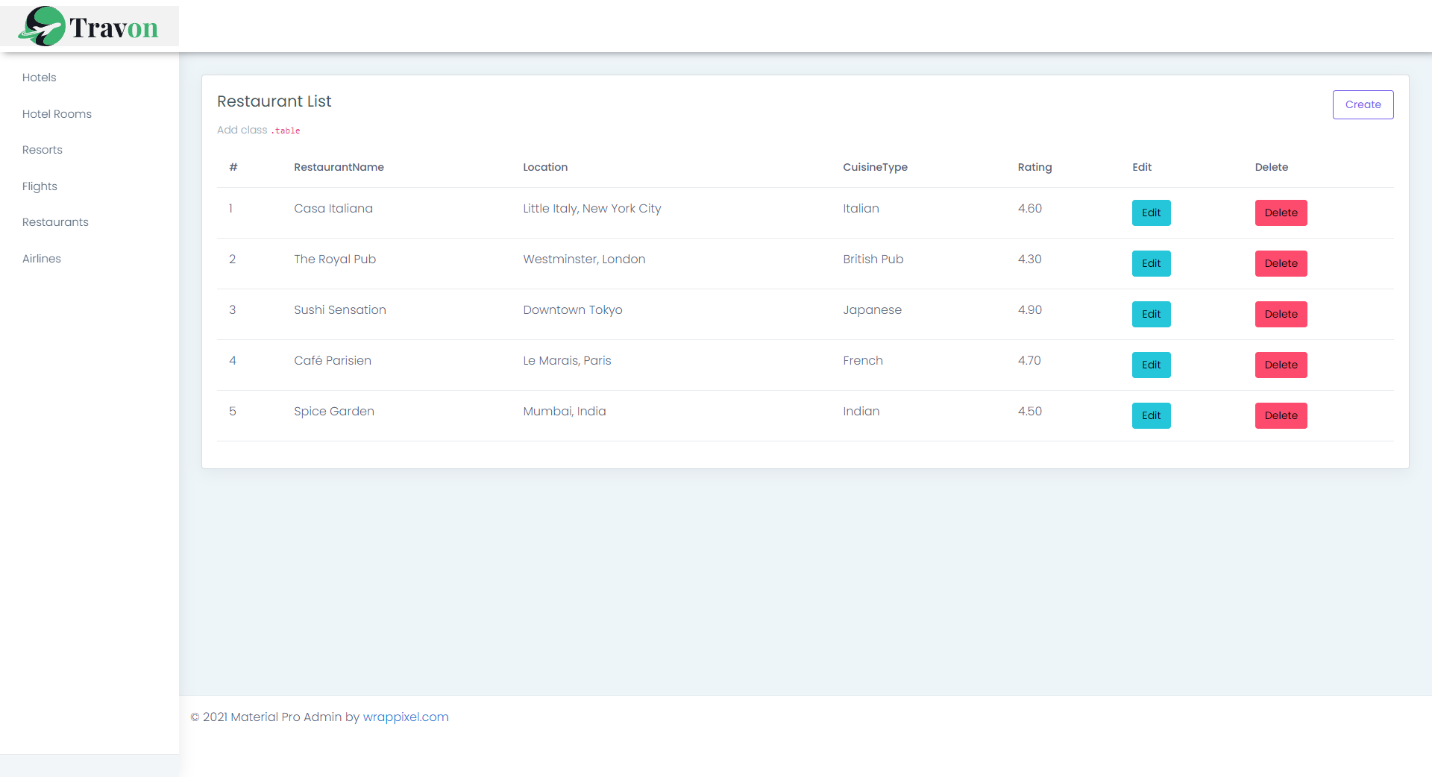 Travon
Hotels
Hotel Rooms
Resorts
Flights
Restaurants
Airlines
Restaurant List
Create
Add class .table
# RestaurantName Location CuisineType Rating Edit Delete
1 Casa Italiana Little Italy, New York City Italian 4.60 Edit Delete
2 The Royal Pub Westminster, London British Pub 4.30 Edit Delete
3 Sushi Sensation Downtown Tokyo Japanese 4.90 Edit Delete
4 Café Parisien Le Marais, Paris French 4.70 Edit Delete
5 Spice Garden Mumbai, India Indian 4.50 Edit Delete
© 2021 Material Pro Admin by wrappixel.com